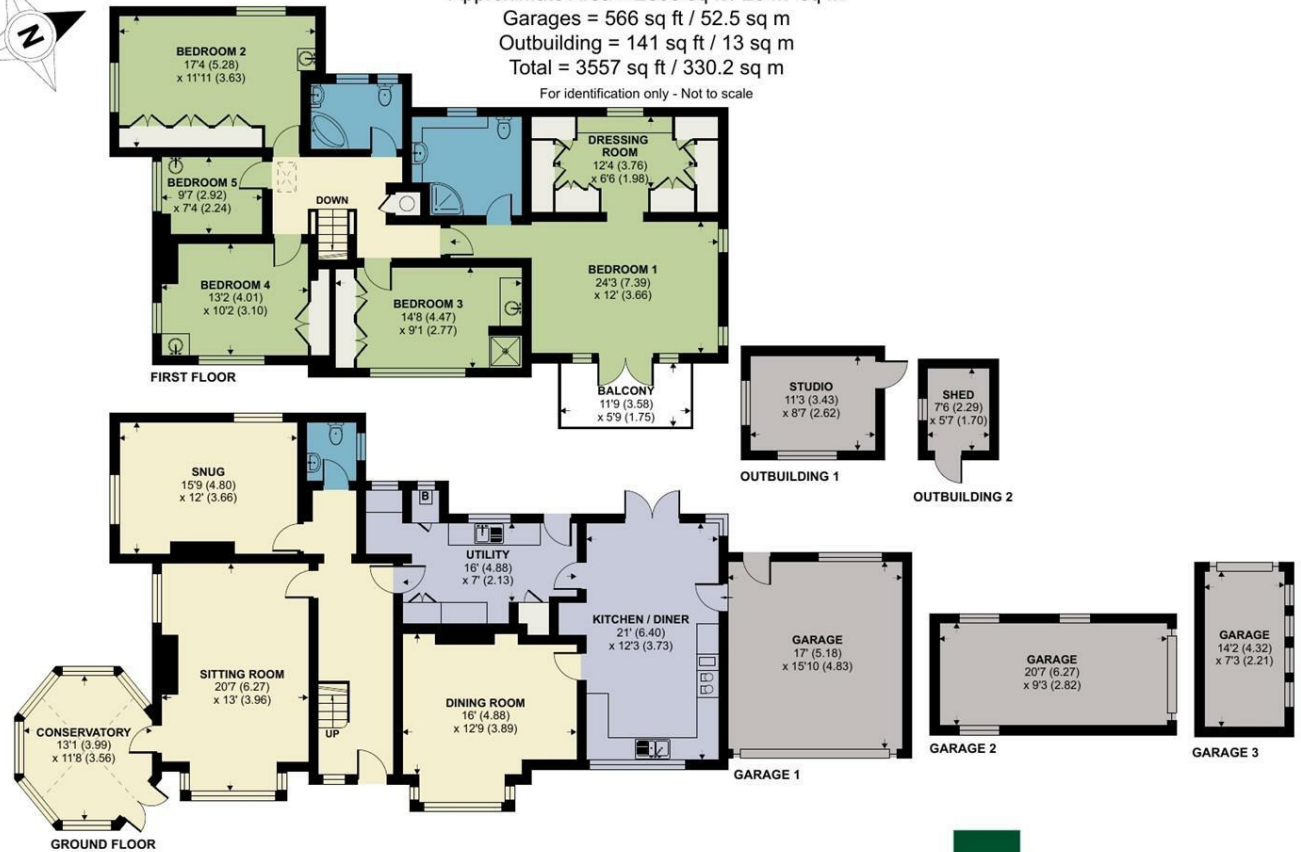 Garages = 566 sq ft / 52.5 sq m
Outbuilding = 141 sq ft / 13 sq m
Total = 3557 sq ft / 330.2 sq m
For identification only - Not to scale
N
BEDROOM 2
17'4 (5.28)
x 11'11 (3.63)
DRESSING
ROOM
12'4 (3.76)
x 6'6 (1.98)
BEDROOM 5
9'7 (2.92)
x 7'4 (2.24)
DOWN
BEDROOM 4
13'2 (4.01)
x 10'2 (3.10)
BEDROOM 3
14'8 (4.47)
x 9'1 (2.77)
BEDROOM 1
24'3 (7.39)
x 12' (3.66)
FIRST FLOOR
BALCONY
11'9 (3.58)
x 5'9 (1.75)
STUDIO
11'3 (3.43)
x 8'7 (2.62)
OUTBUILDING 1
SHED
7'6 (2.29)
x 5'7 (1.70)
OUTBUILDING 2
SNUG
15'9 (4.80)
x 12' (3.66)
B
UTILITY
16' (4.88)
x 7' (2.13)
KITCHEN / DINER
21' (6.40)
x 12'3 (3.73)
GARAGE
17' (5.18)
x 15'10 (4.83)
GARAGE 1
GARAGE
20'7 (6.27)
x 9'3 (2.82)
GARAGE 2
GARAGE
14'2 (4.32)
x 7'3 (2.21)
GARAGE 3
SITTING ROOM
20'7 (6.27)
x 13' (3.96)
UP
DINING ROOM
16' (4.88)
x 12'9 (3.89)
CONSERVATORY
13'1 (3.99)
x 11'8 (3.56)
GROUND FLOOR